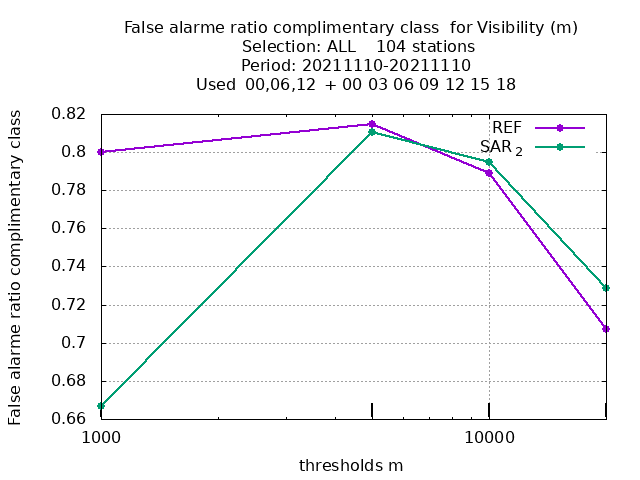 False alarme ratio complimentary class  for Visibility (m)
Selection: ALL    104 stations
Period: 20211110-20211110
Used  00,06,12  + 00 03 06 09 12 15 18
False alarme ratio complimentary class
0.82
0.8
0.78
0.76
0.74
0.72
0.7
0.68
0.66
REF
SAR 2
1000
10000
thresholds m